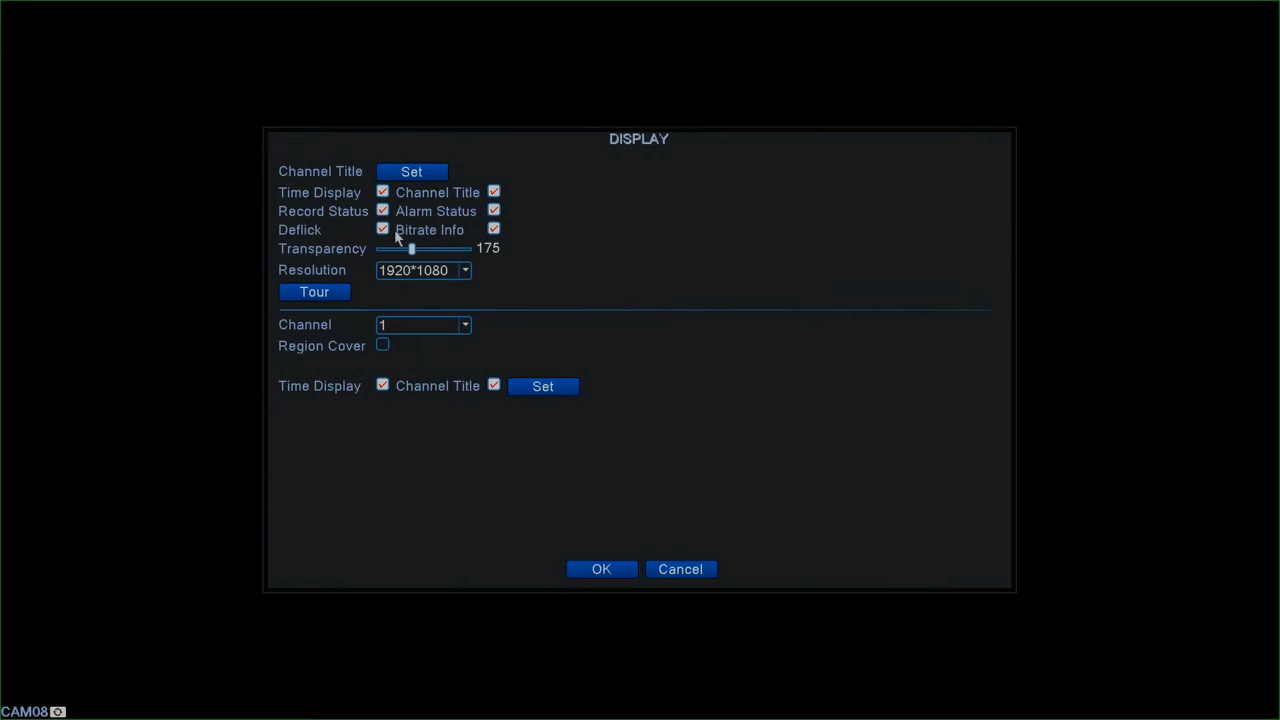 DISPLAY
Channel Title Set
Time Display Channel Title
Record Status Alarm Status
Deflick Bitrate Info
Transparency 175
Resolution 1920*1080
Tour
Channel 1
Region Cover
Time Display Channel Title Set
OK Cancel
CAM08